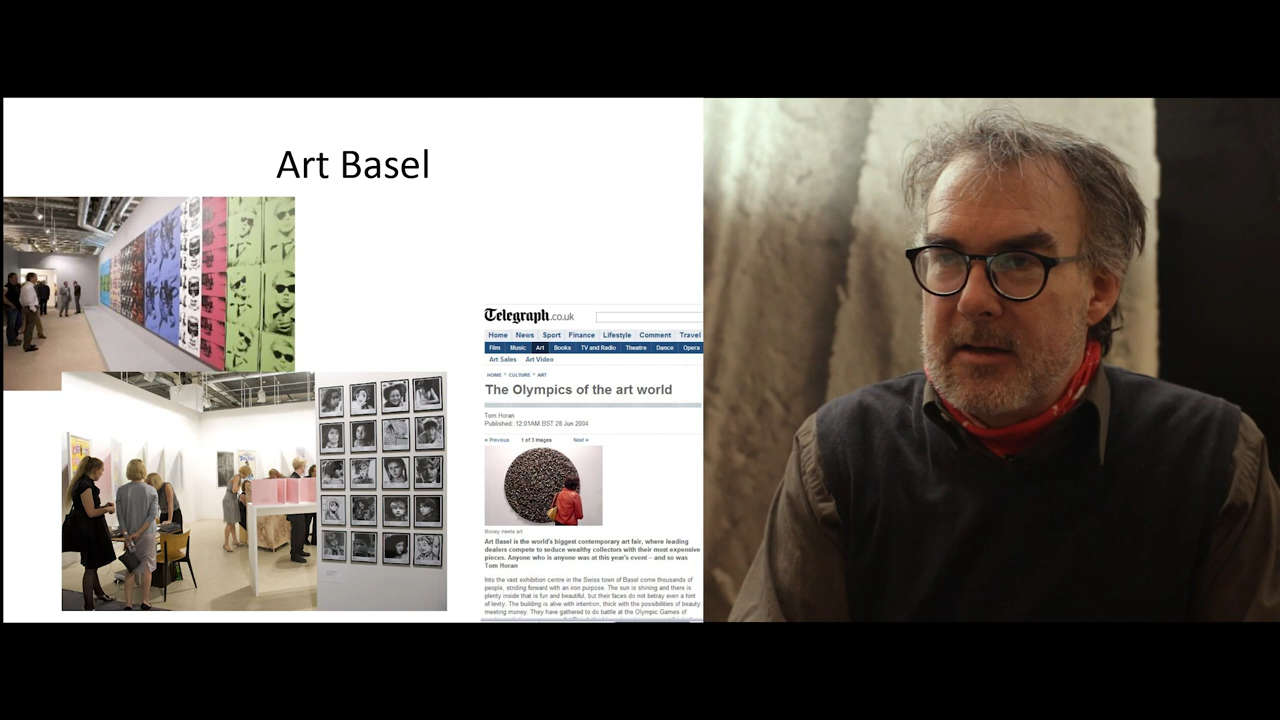 Art Basel
Telegraph.co.uk
Home News Sport Finance Lifestyle Comment Travel
Film Music Art Books TV and Radio Theatre Dance Opera
Art Sales Art Video
HOME CULTURE ART
The Olympics of the art world
Tom Horan
Published: 12:01AM BST 28 Jun 2004
« Previous 1 of 3 images Next »
Money meets art
Art Basel is the world's biggest contemporary art fair, where leading
dealers compete to seduce wealthy collectors with their most expensive
pieces. Anyone who is anyone was at this year's event – and so was
Tom Horan
Into the vast exhibition centre in the Swiss town of Basel come thousands of
people, striding forward with an iron purpose. The sun is shining and there is
plenty inside that is fun and beautiful, but their faces do not betray even a hint
of levity. The building is alive with intention, thick with the possibilities of beauty
meeting money. They have gathered to do battle at the Olympic Games of